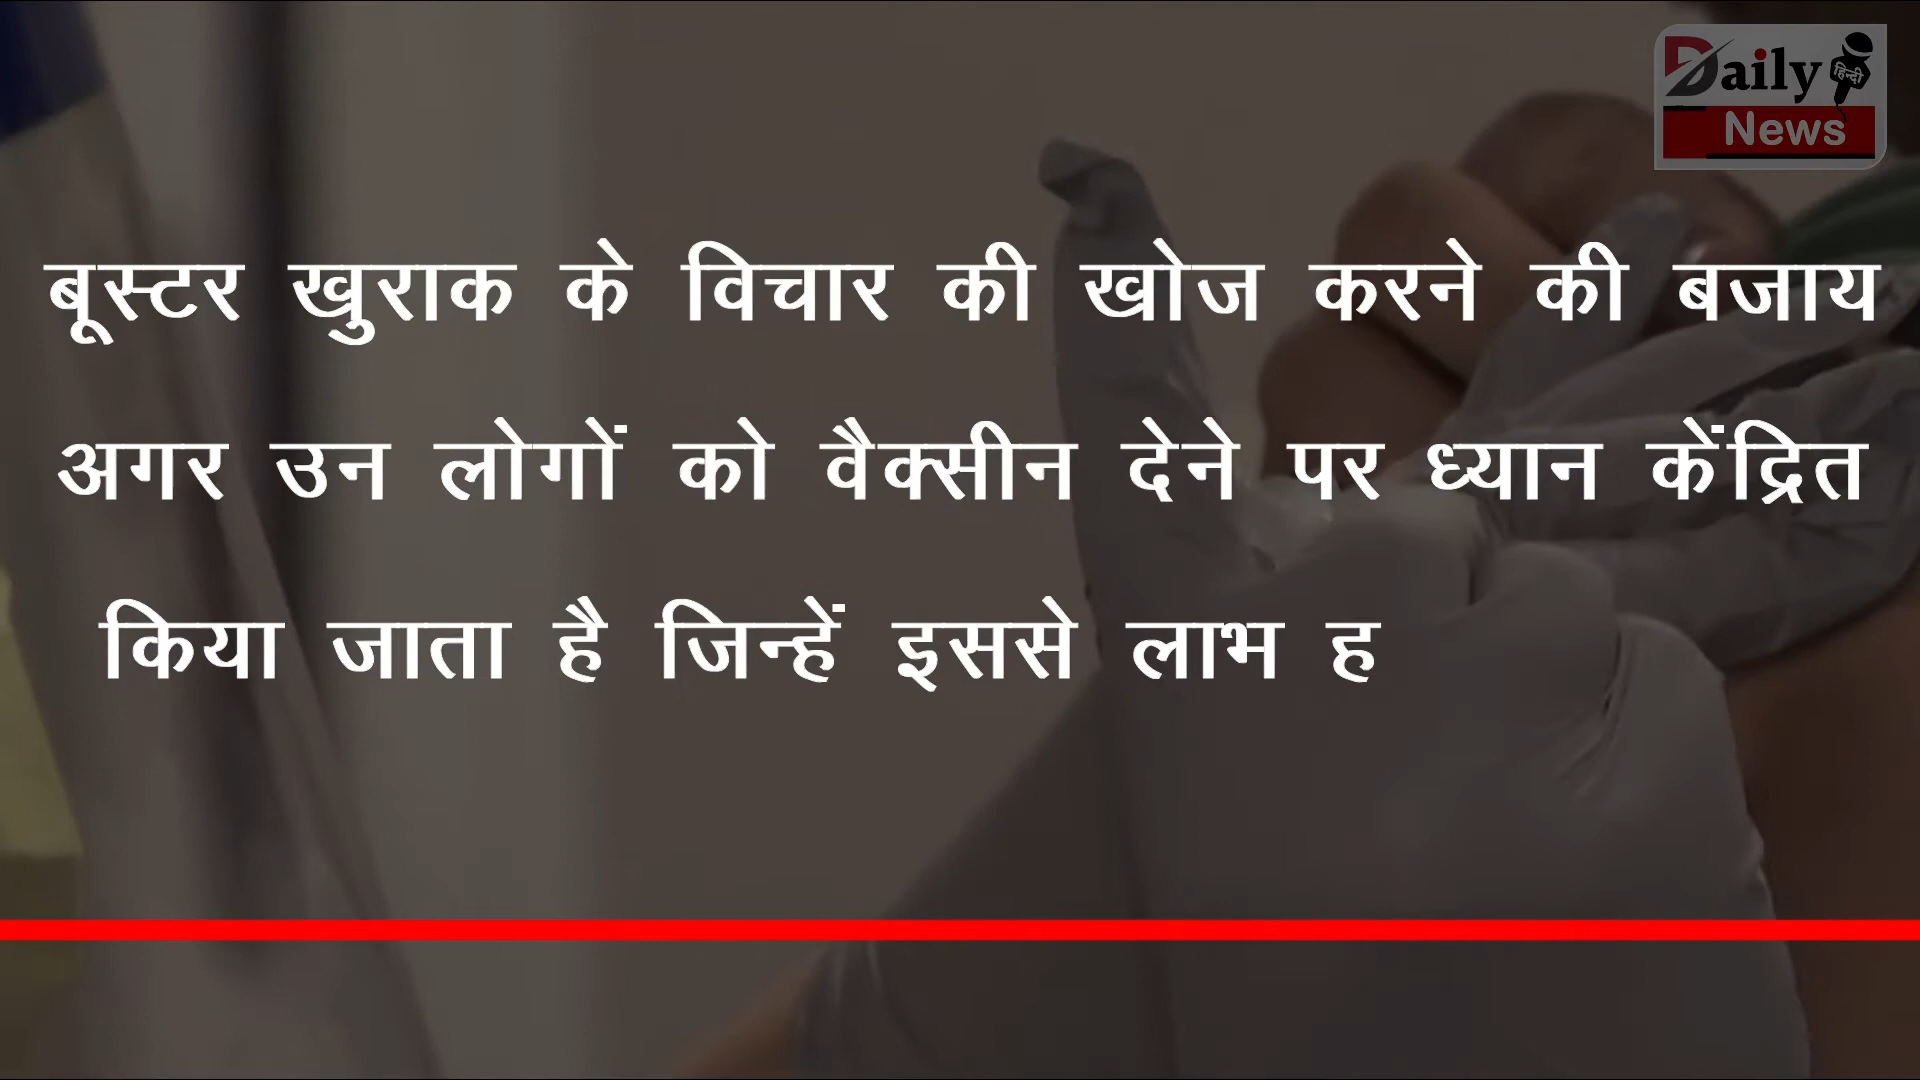 Daily हिन्दी
News
बूस्टर खुराक के विचार की खोज करने की बजाय
अगर उन लोगों को वैक्सीन देने पर ध्यान केंद्रित
किया जाता है जिन्हें इससे लाभ ह